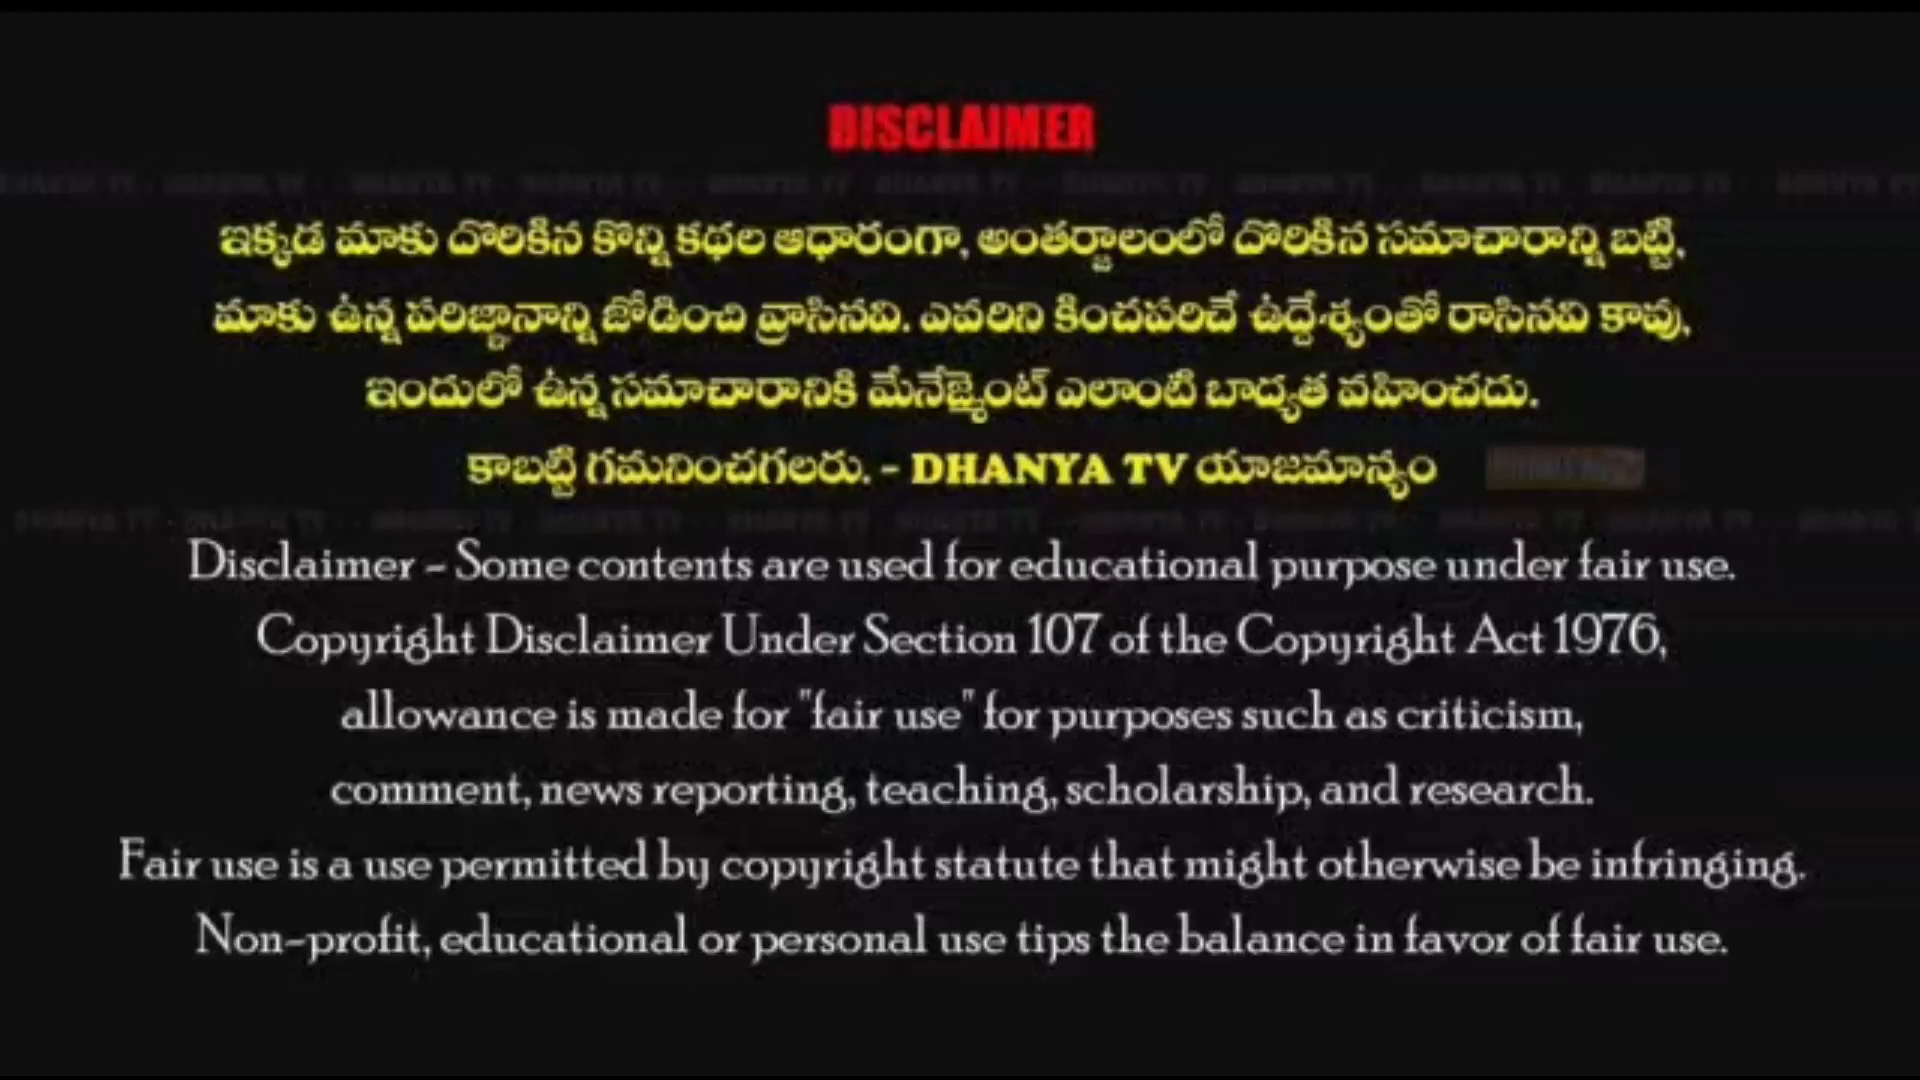 DISCLAIMER
ఇక్కడ మాకు దొరికిన కొన్ని కథల ఆధారంగా, అంతర్జాలంలో దొరికిన సమాచారాన్ని బట్టి,
మాకు ఉన్న పరిజ్ఞానాన్ని జోడించి వ్రాసినవి. ఎవరిని కించపరిచే ఉద్దేశ్యంతో రాసినవి కావు,
ఇందులో ఉన్న సమాచారానికి మేనేజ్మెంట్ ఎలాంటి బాద్యత వహించదు.
కాబట్టి గమనించగలరు. - DHANYA TV యాజమాన్యం
Disclaimer - Some contents are used for educational purpose under fair use.
Copyright Disclaimer Under Section 107 of the Copyright Act 1976,
allowance is made for "fair use" for purposes such as criticism,
comment, news reporting, teaching, scholarship, and research.
Fair use is a use permitted by copyright statute that might otherwise be infringing.
Non-profit, educational or personal use tips the balance in favor of fair use.